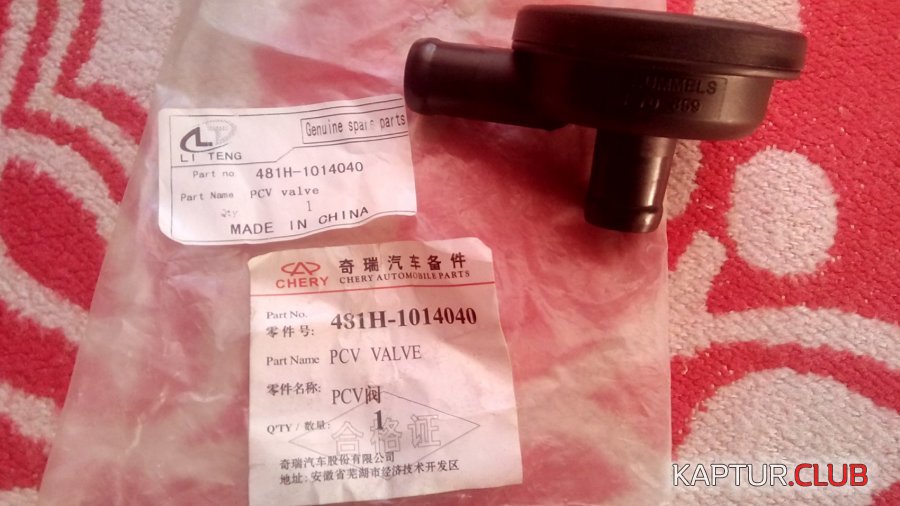 LT
LI TENG
Genuine spare parts
Part no 481H-1014040
Part Name PCV valve
Qty 1
MADE IN CHINA
CHERY
奇瑞汽车备件
CHERY AUTOMOBILE PARTS
Part No.
零件号: 481H-1014040
Part Name PCV VALVE
零件名称: PCV阀
Q'TY / 数量: 1
合格证
奇瑞汽车股份有限公司
地址: 安徽省芜湖市经济技术开发区
KAPTUR.CLUB